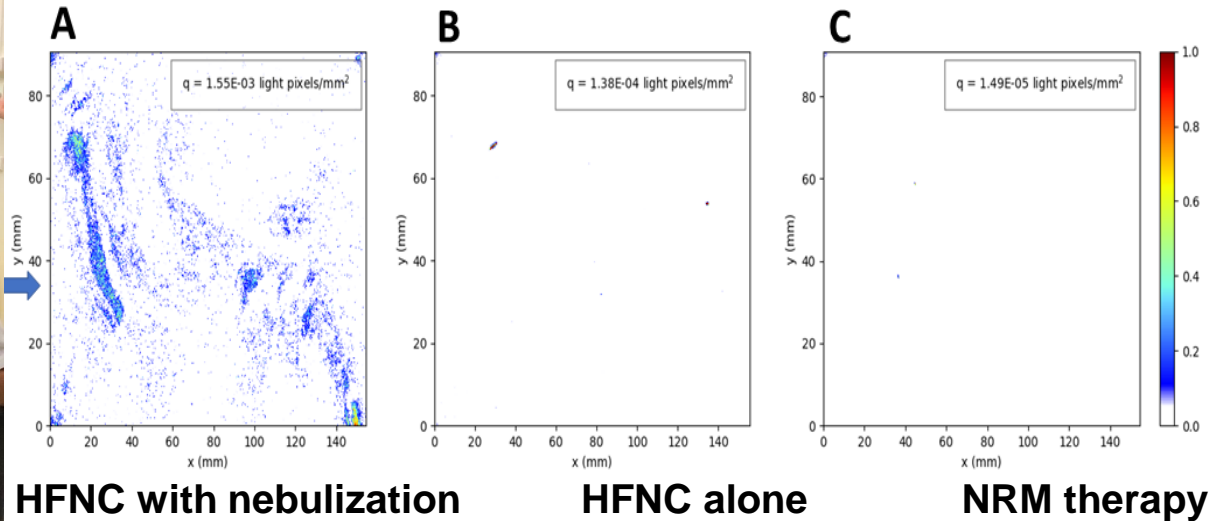 A
B
C
q = 1.55E-03 light pixels/mm²
q = 1.38E-04 light pixels/mm²
q = 1.49E-05 light pixels/mm²
y (mm)
80
60
40
20
0
0 20 40 60 80 100 120 140
x (mm)
y (mm)
80
60
40
20
0
0 20 40 60 80 100 120 140
x (mm)
y (mm)
80
60
40
20
0
0 20 40 60 80 100 120 140
x (mm)
1.0
0.8
0.6
0.4
0.2
0.0
HFNC with nebulization
HFNC alone
NRM therapy